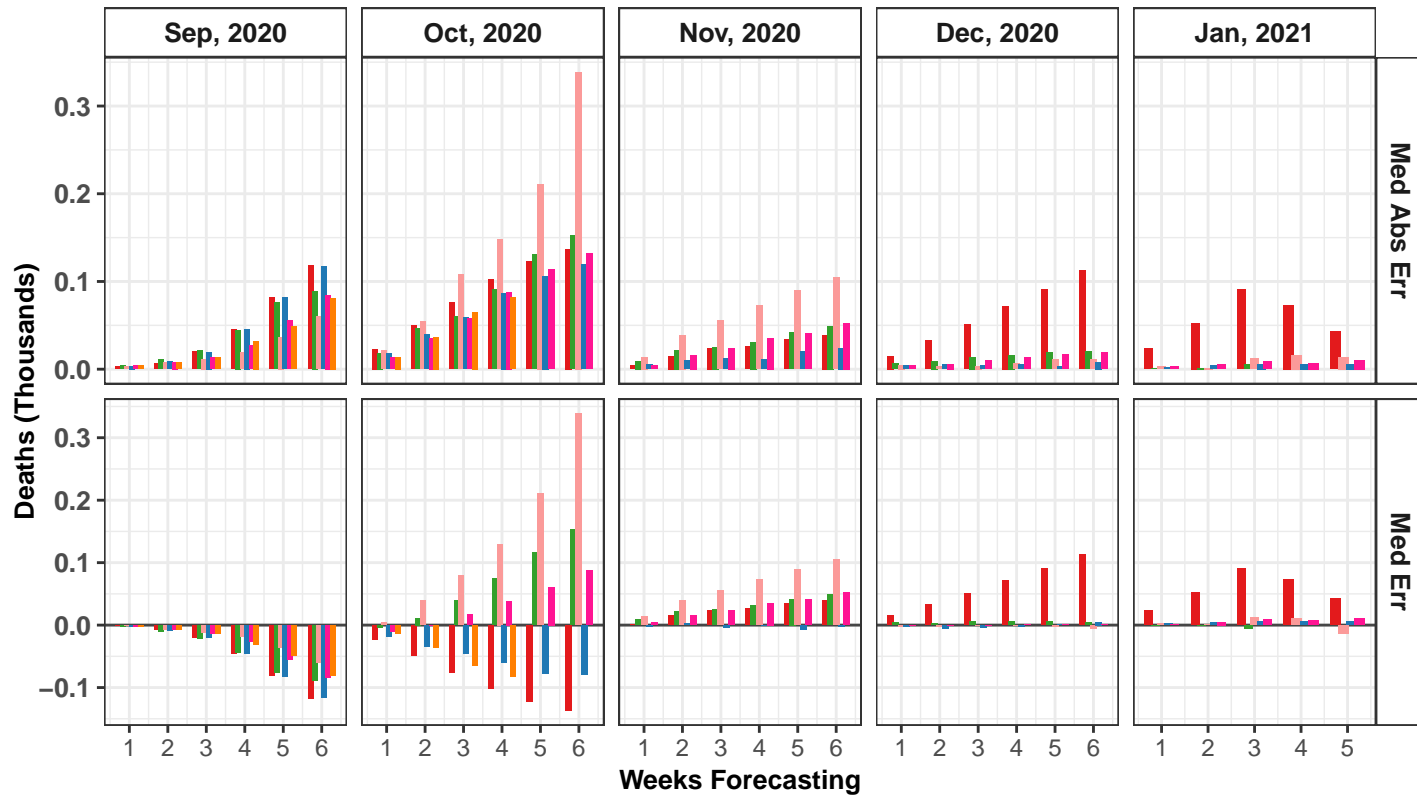 Sep, 2020 Oct, 2020 Nov, 2020 Dec, 2020 Jan, 2021
0.3
0.2
0.1
0.0
Med Abs Err
0.3
0.2
0.1
0.0
−0.1
Med Err
Deaths (Thousands)
1 2 3 4 5 6 1 2 3 4 5 6 1 2 3 4 5 6 1 2 3 4 5 6 1 2 3 4 5
Weeks Forecasting